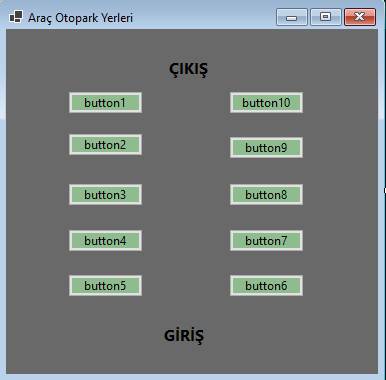 Araç Otopark Yerleri
ÇIKIŞ
button1 button10
button2 button9
button3 button8
button4 button7
button5 button6
GİRİŞ